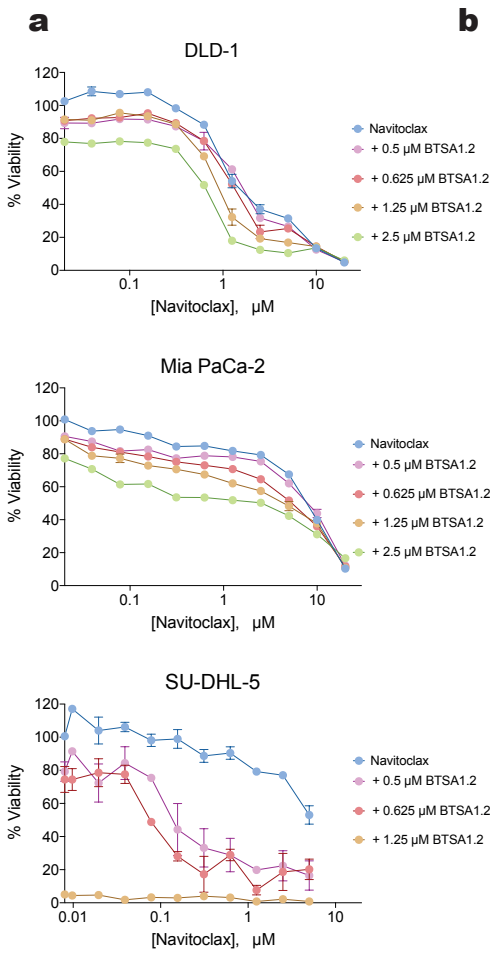 a
b
DLD-1
120
100
80
60
40
20
0
% Viability
0.1
1
10
[Navitoclax], μM
Navitoclax
+ 0.5 μM BTSA1.2
+ 0.625 μM BTSA1.2
+ 1.25 μM BTSA1.2
+ 2.5 μM BTSA1.2
Mia PaCa-2
120
100
80
60
40
20
0
% Viability
0.1
1
10
[Navitoclax], μM
Navitoclax
+ 0.5 μM BTSA1.2
+ 0.625 μM BTSA1.2
+ 1.25 μM BTSA1.2
+ 2.5 μM BTSA1.2
SU-DHL-5
120
100
80
60
40
20
0
% Viability
0.01
0.1
1
10
[Navitoclax], μM
Navitoclax
+ 0.5 μM BTSA1.2
+ 0.625 μM BTSA1.2
+ 1.25 μM BTSA1.2